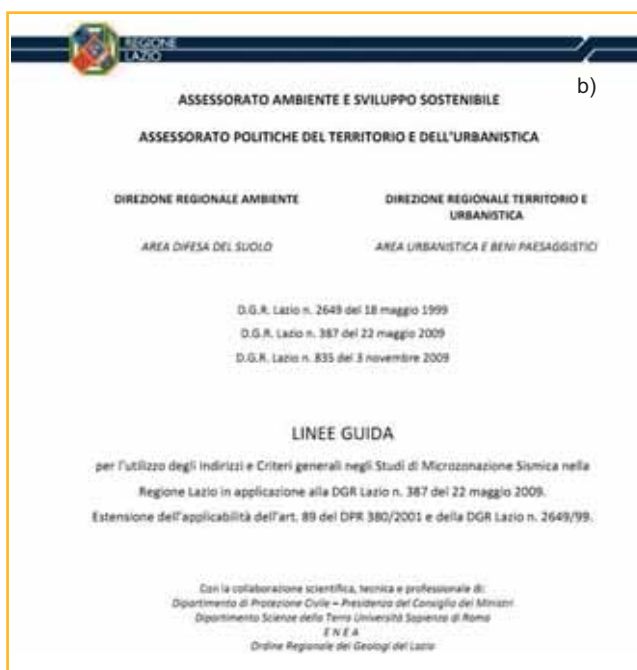 REGIONE
LAZIO
b)
ASSESSORATO AMBIENTE E SVILUPPO SOSTENIBILE
ASSESSORATO POLITICHE DEL TERRITORIO E DELL'URBANISTICA
DIREZIONE REGIONALE AMBIENTE
AREA DIFESA DEL SUOLO
DIREZIONE REGIONALE TERRITORIO E
URBANISTICA
AREA URBANISTICA E BENI PAESAGGISTICI
D.G.R. Lazio n. 2649 del 18 maggio 1999
D.G.R. Lazio n. 387 del 22 maggio 2009
D.G.R. Lazio n. 835 del 3 novembre 2009
LINEE GUIDA
per l'utilizzo degli Indirizzi e Criteri generali negli Studi di Microzonazione Sismica nella
Regione Lazio in applicazione alla DGR Lazio n. 387 del 22 maggio 2009.
Estensione dell'applicabilità dell'art. 89 del DPR 380/2001 e della DGR Lazio n. 2649/99.
Con la collaborazione scientifica, tecnica e professionale di:
Dipartimento di Protezione Civile – Presidenza del Consiglio dei Ministri
Dipartimento Scienze della Terra Università Sapienza di Roma
E N E A
Ordine Regionale dei Geologi del Lazio